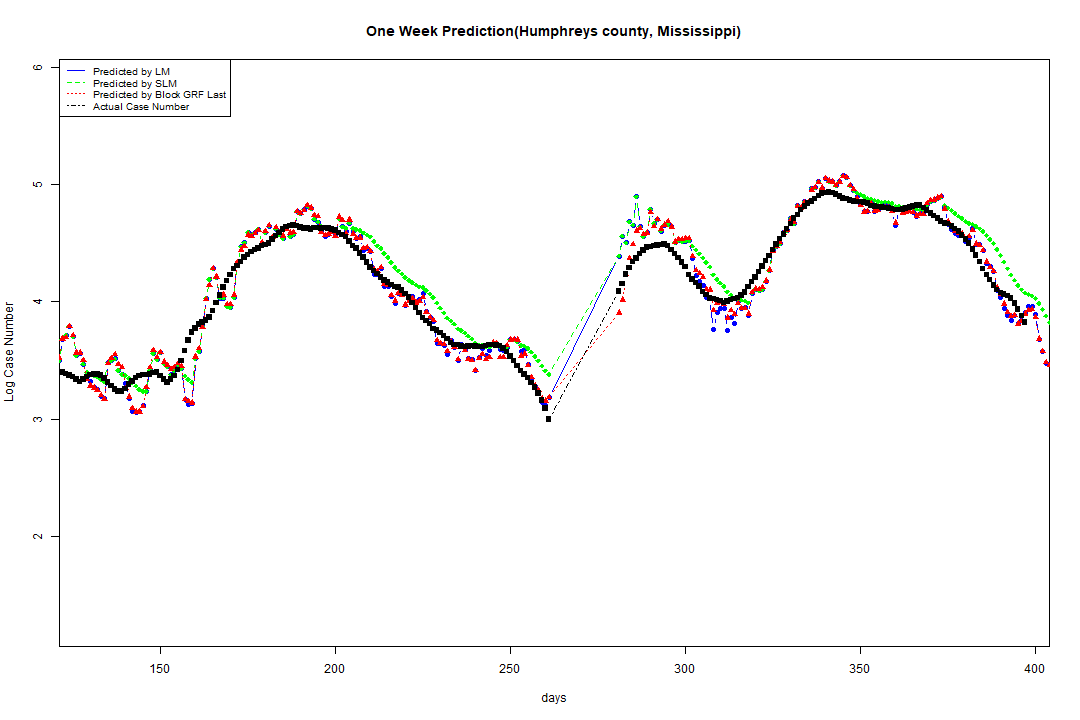 One Week Prediction(Humphreys county, Mississippi)
Predicted by LM
Predicted by SLM
Predicted by Block GRF Last
Actual Case Number
6
5
4
3
2
Log Case Number
150 200 250 300 350 400
days